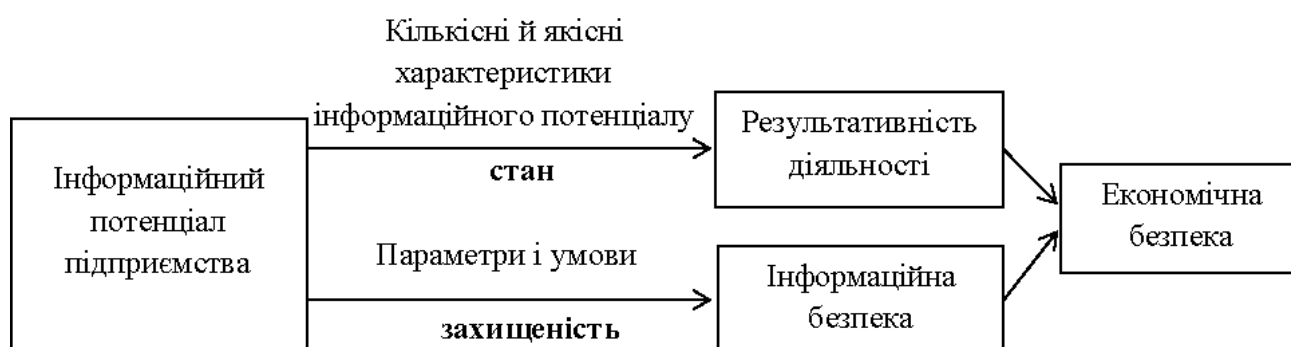 Кількісні й якісні
характеристики
інформаційного потенціалу
стан
Інформаційний
потенціал
підприємства
Параметри і умови
захищеність
Результативність
діяльності
Інформаційна
безпека
Економічна
безпека